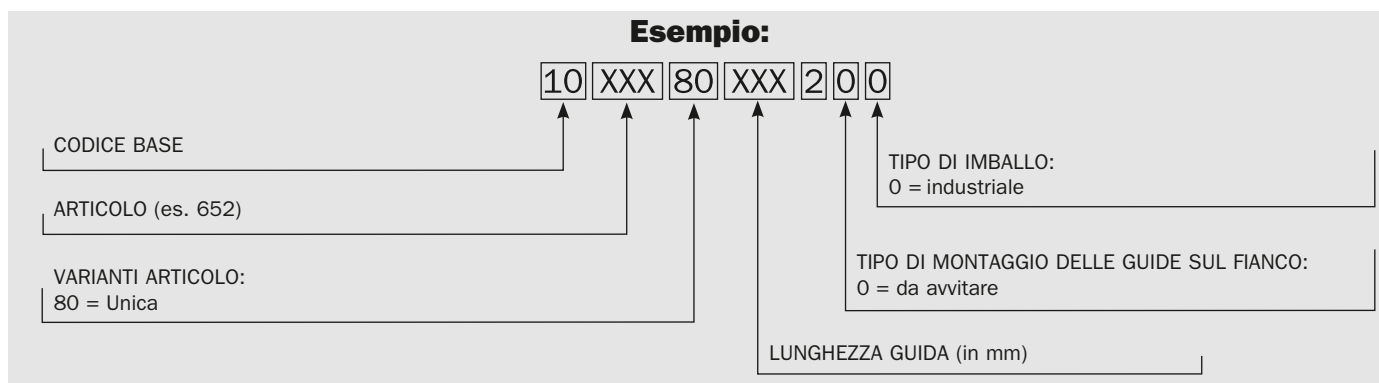 Esempio:
10 XXX 80 XXX 2 0 0
CODICE BASE
ARTICOLO (es. 652)
VARIANTI ARTICOLO:
80 = Unica
TIPO DI IMBALLO:
0 = industriale
TIPO DI MONTAGGIO DELLE GUIDE SUL FIANCO:
0 = da avvitare
LUNGHEZZA GUIDA (in mm)